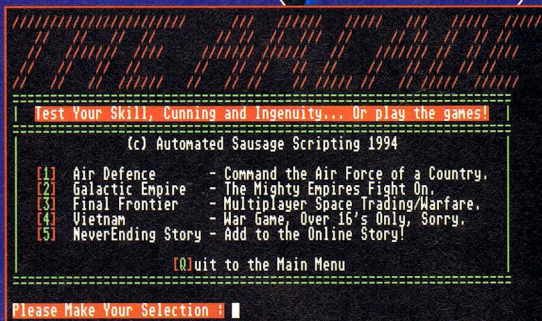 Test Your Skill, Cunning and Ingenuity... Or play the games!
(c) Automated Sausage Scripting 1994
[1] Air Defence - Command the Air Force of a Country.
[2] Galactic Empire - The Mighty Empires Fight On.
[3] Final Frontier - Multiplayer Space Trading/Warfare.
[4] Vietnam - War Game, Over 16's Only, Sorry.
[5] NeverEnding Story - Add to the Online Story!
[Q]uit to the Main Menu
Please Make Your Selection :